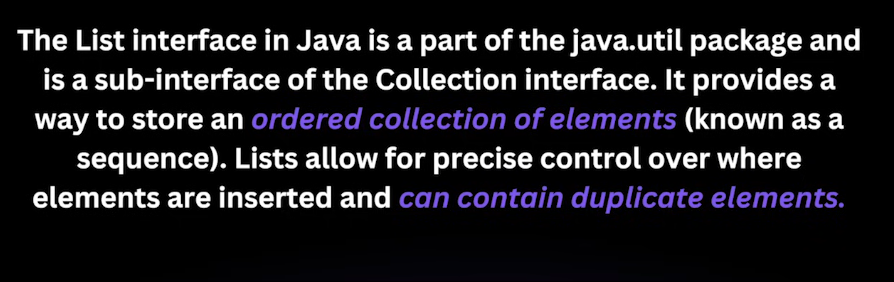 The List interface in Java is a part of the java.util package and
is a sub-interface of the Collection interface. It provides a
way to store an ordered collection of elements (known as a
sequence). Lists allow for precise control over where
elements are inserted and can contain duplicate elements.